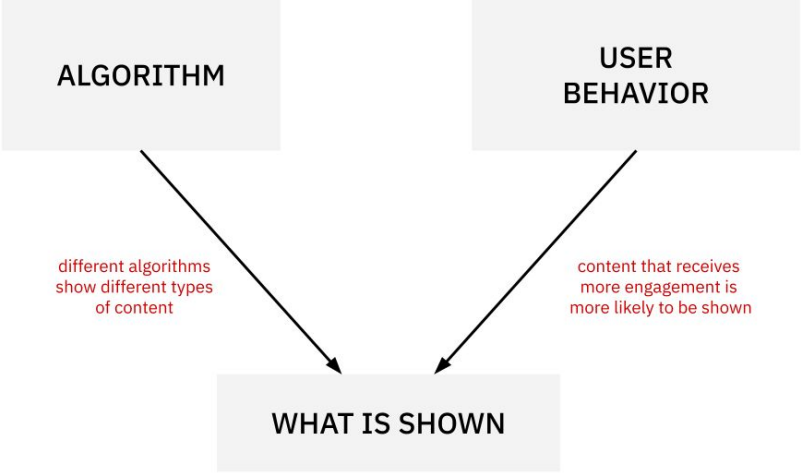 ALGORITHM
USER
BEHAVIOR
different algorithms
show different types
of content
content that receives
more engagement is
more likely to be shown
WHAT IS SHOWN